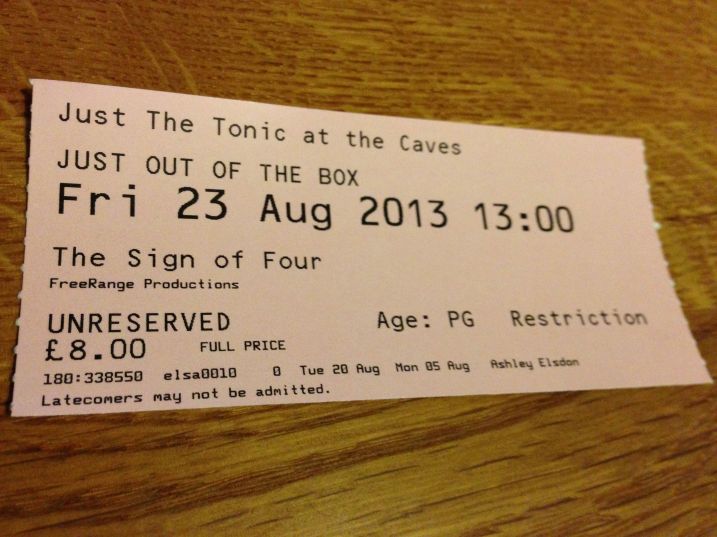 Just The Tonic at the Caves
JUST OUT OF THE BOX
Fri 23 Aug 2013 13:00
The Sign of Four
FreeRange Productions
UNRESERVED Age: PG Restriction
£8.00 FULL PRICE
180:338550 elsa0010 0 Tue 20 Aug Mon 05 Aug Ashley Elsdon
Latecomers may not be admitted.